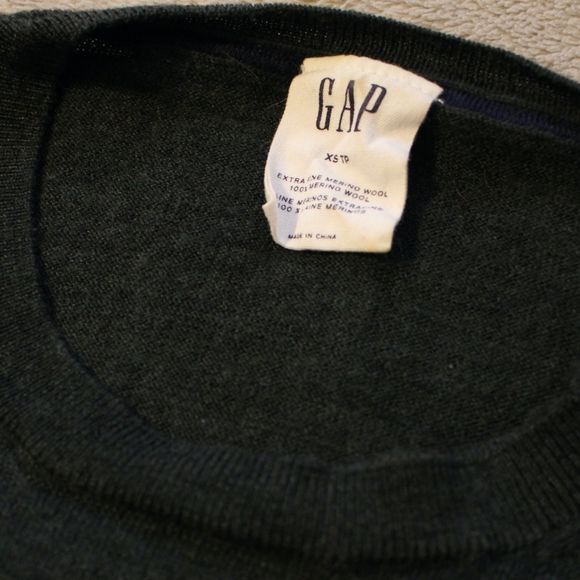 GAP
XS TP
EXTRA FINE MERINO WOOL
100% MERINO WOOL
LAINE MERINOS EXTRAFINE
100 % LAINE MERINOS
MADE IN CHINA